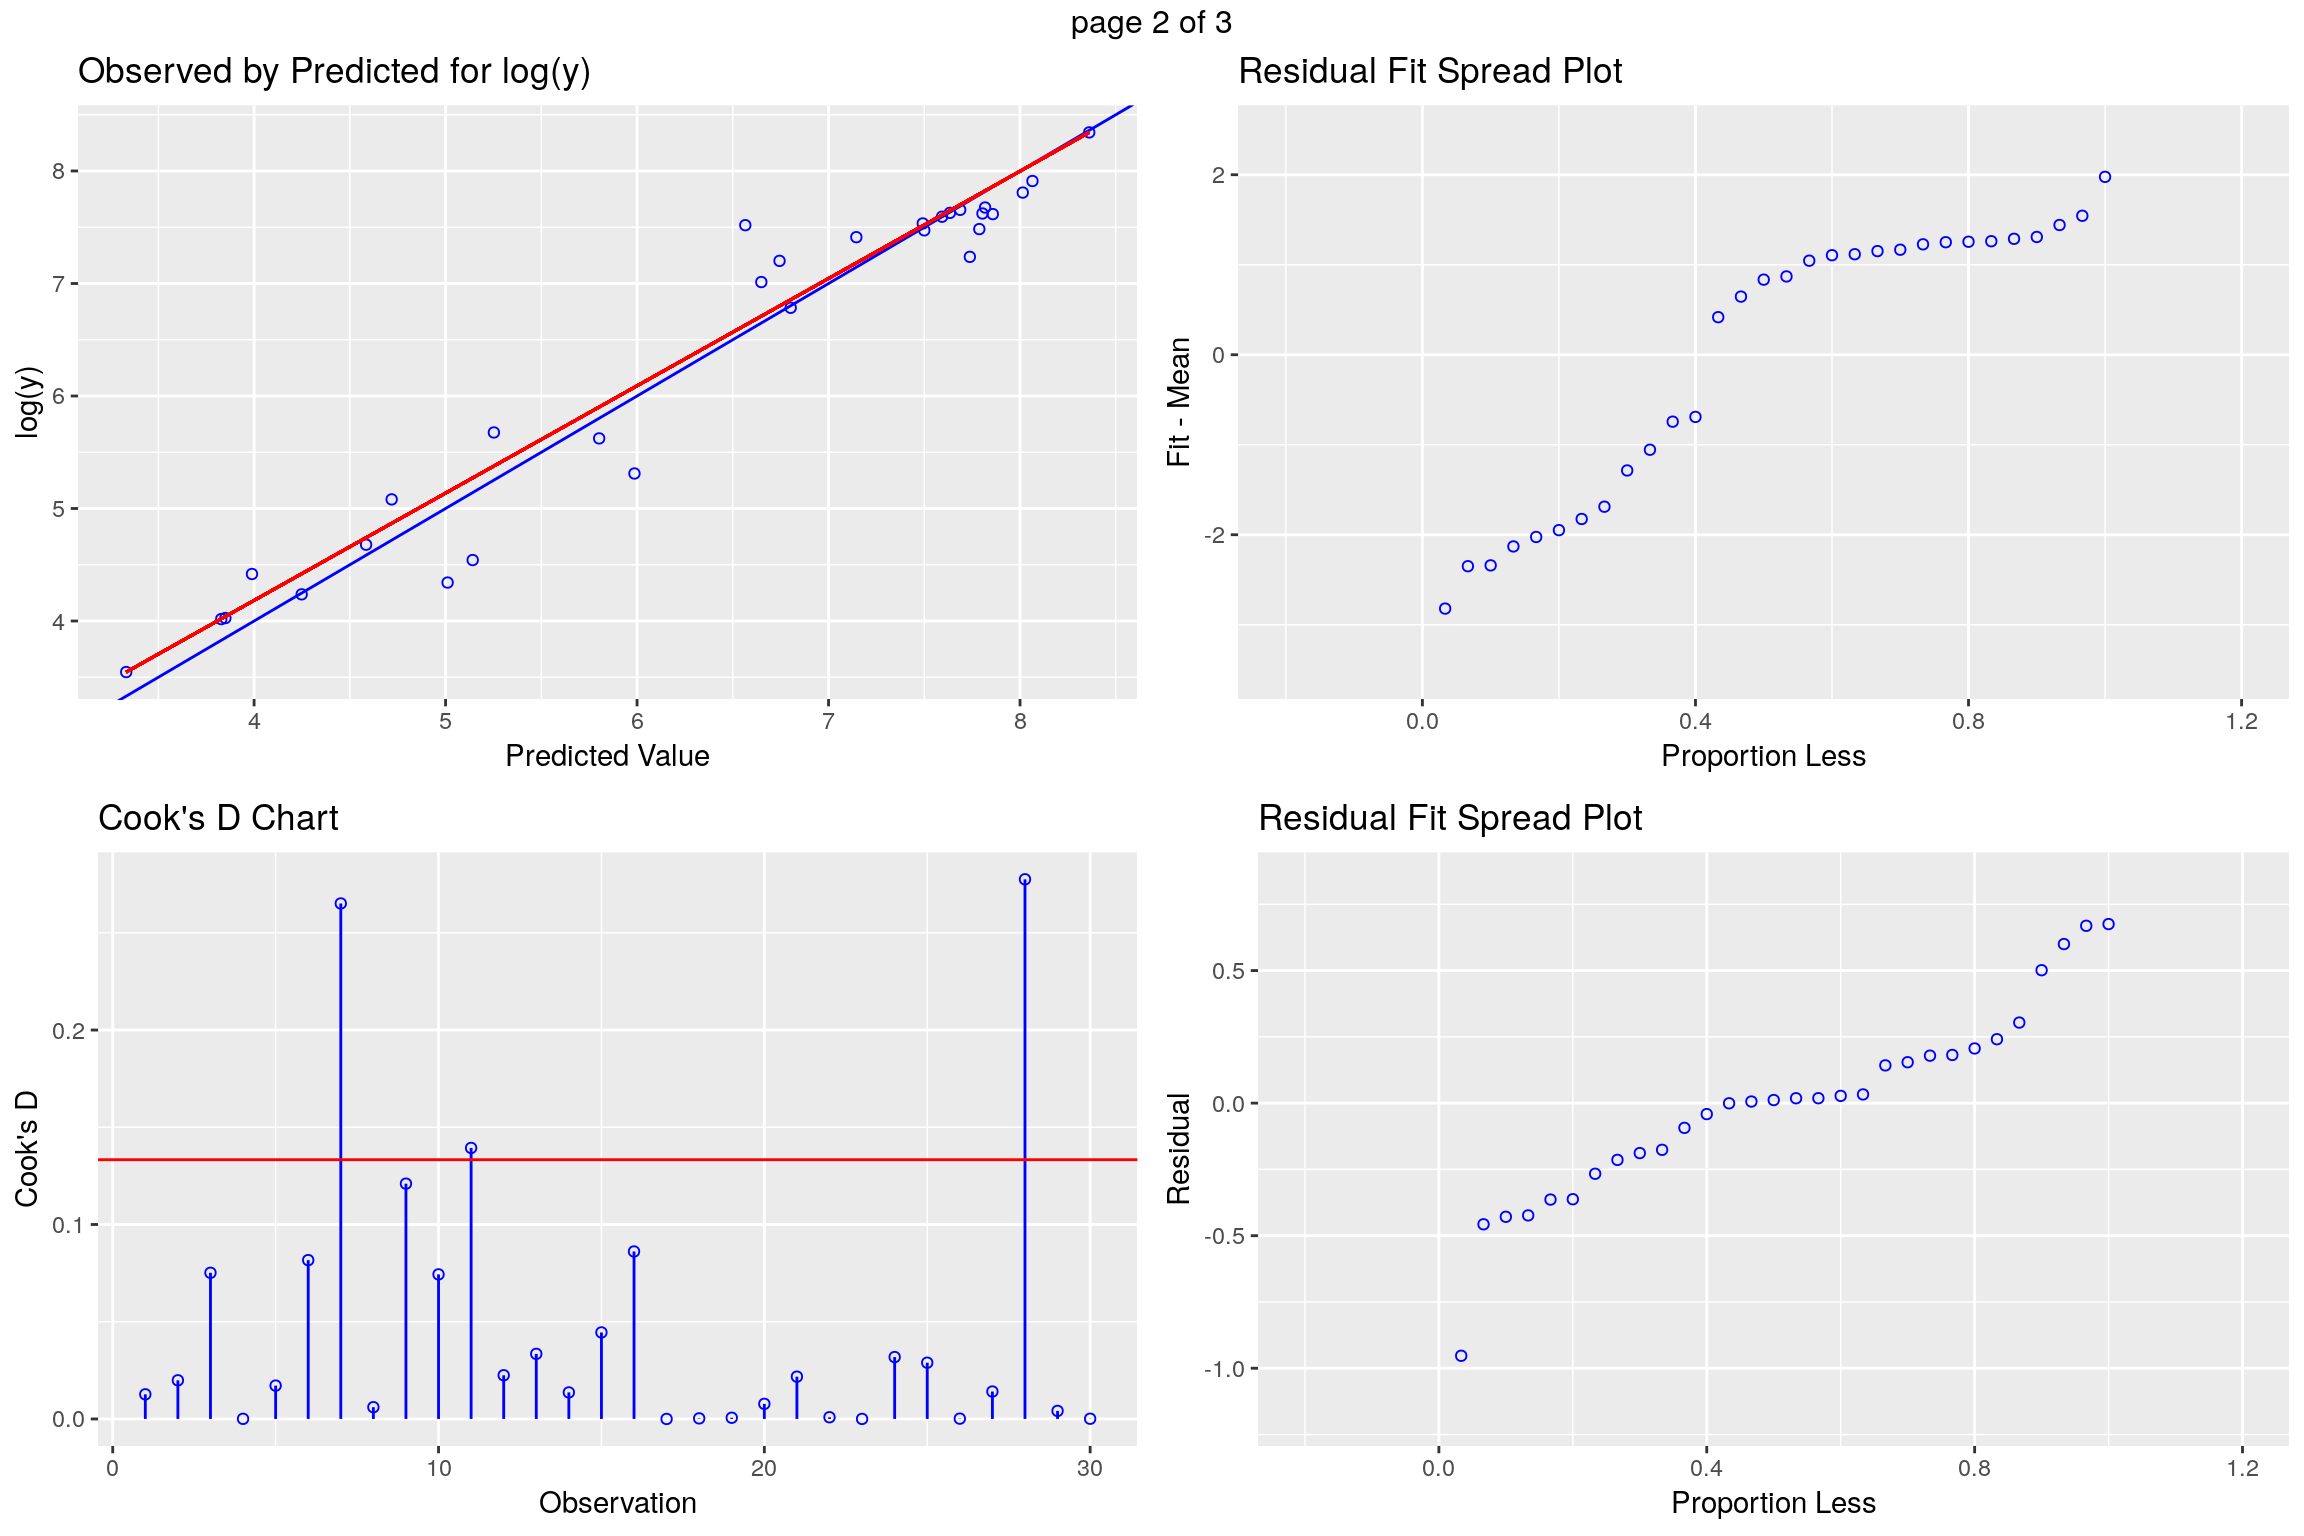 page 2 of 3
Observed by Predicted for log(y)
log(y)
8
7
6
5
4
4 5 6 7 8
Predicted Value
Residual Fit Spread Plot
Fit - Mean
2
0
-2
0.0 0.4 0.8 1.2
Proportion Less
Cook's D Chart
Cook's D
0.2
0.1
0.0
0 10 20 30
Observation
Residual Fit Spread Plot
Residual
0.5
0.0
-0.5
-1.0
0.0 0.4 0.8 1.2
Proportion Less